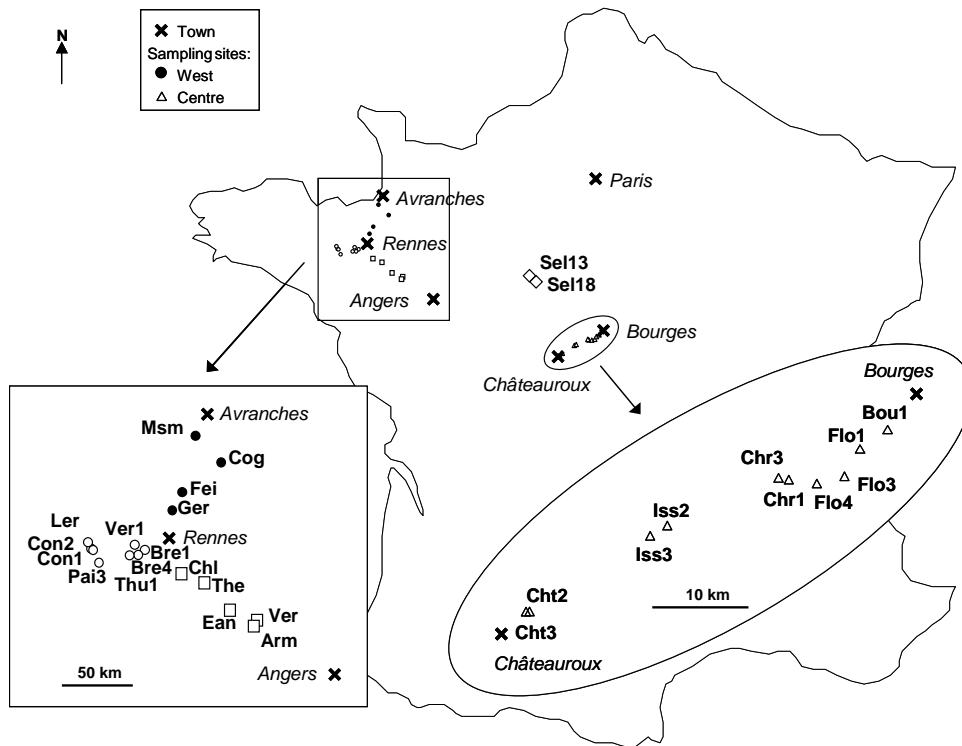 N
Town
Sampling sites:
West
Centre
Paris
Avranches
Rennes
Angers
Sel13
Sel18
Bourges
Châteauroux
Avranches
Msm
Cog
Fei
Ger
Rennes
Ler
Con2
Con1
Pai3
Ver1
Bre1
Bre4
Thu1
Chl
The
Ean
Ver
Arm
Angers
50 km
Bourges
Bou1
Flo1
Chr3
Chr1
Flo4
Flo3
Iss2
Iss3
10 km
Cht2
Cht3
Châteauroux